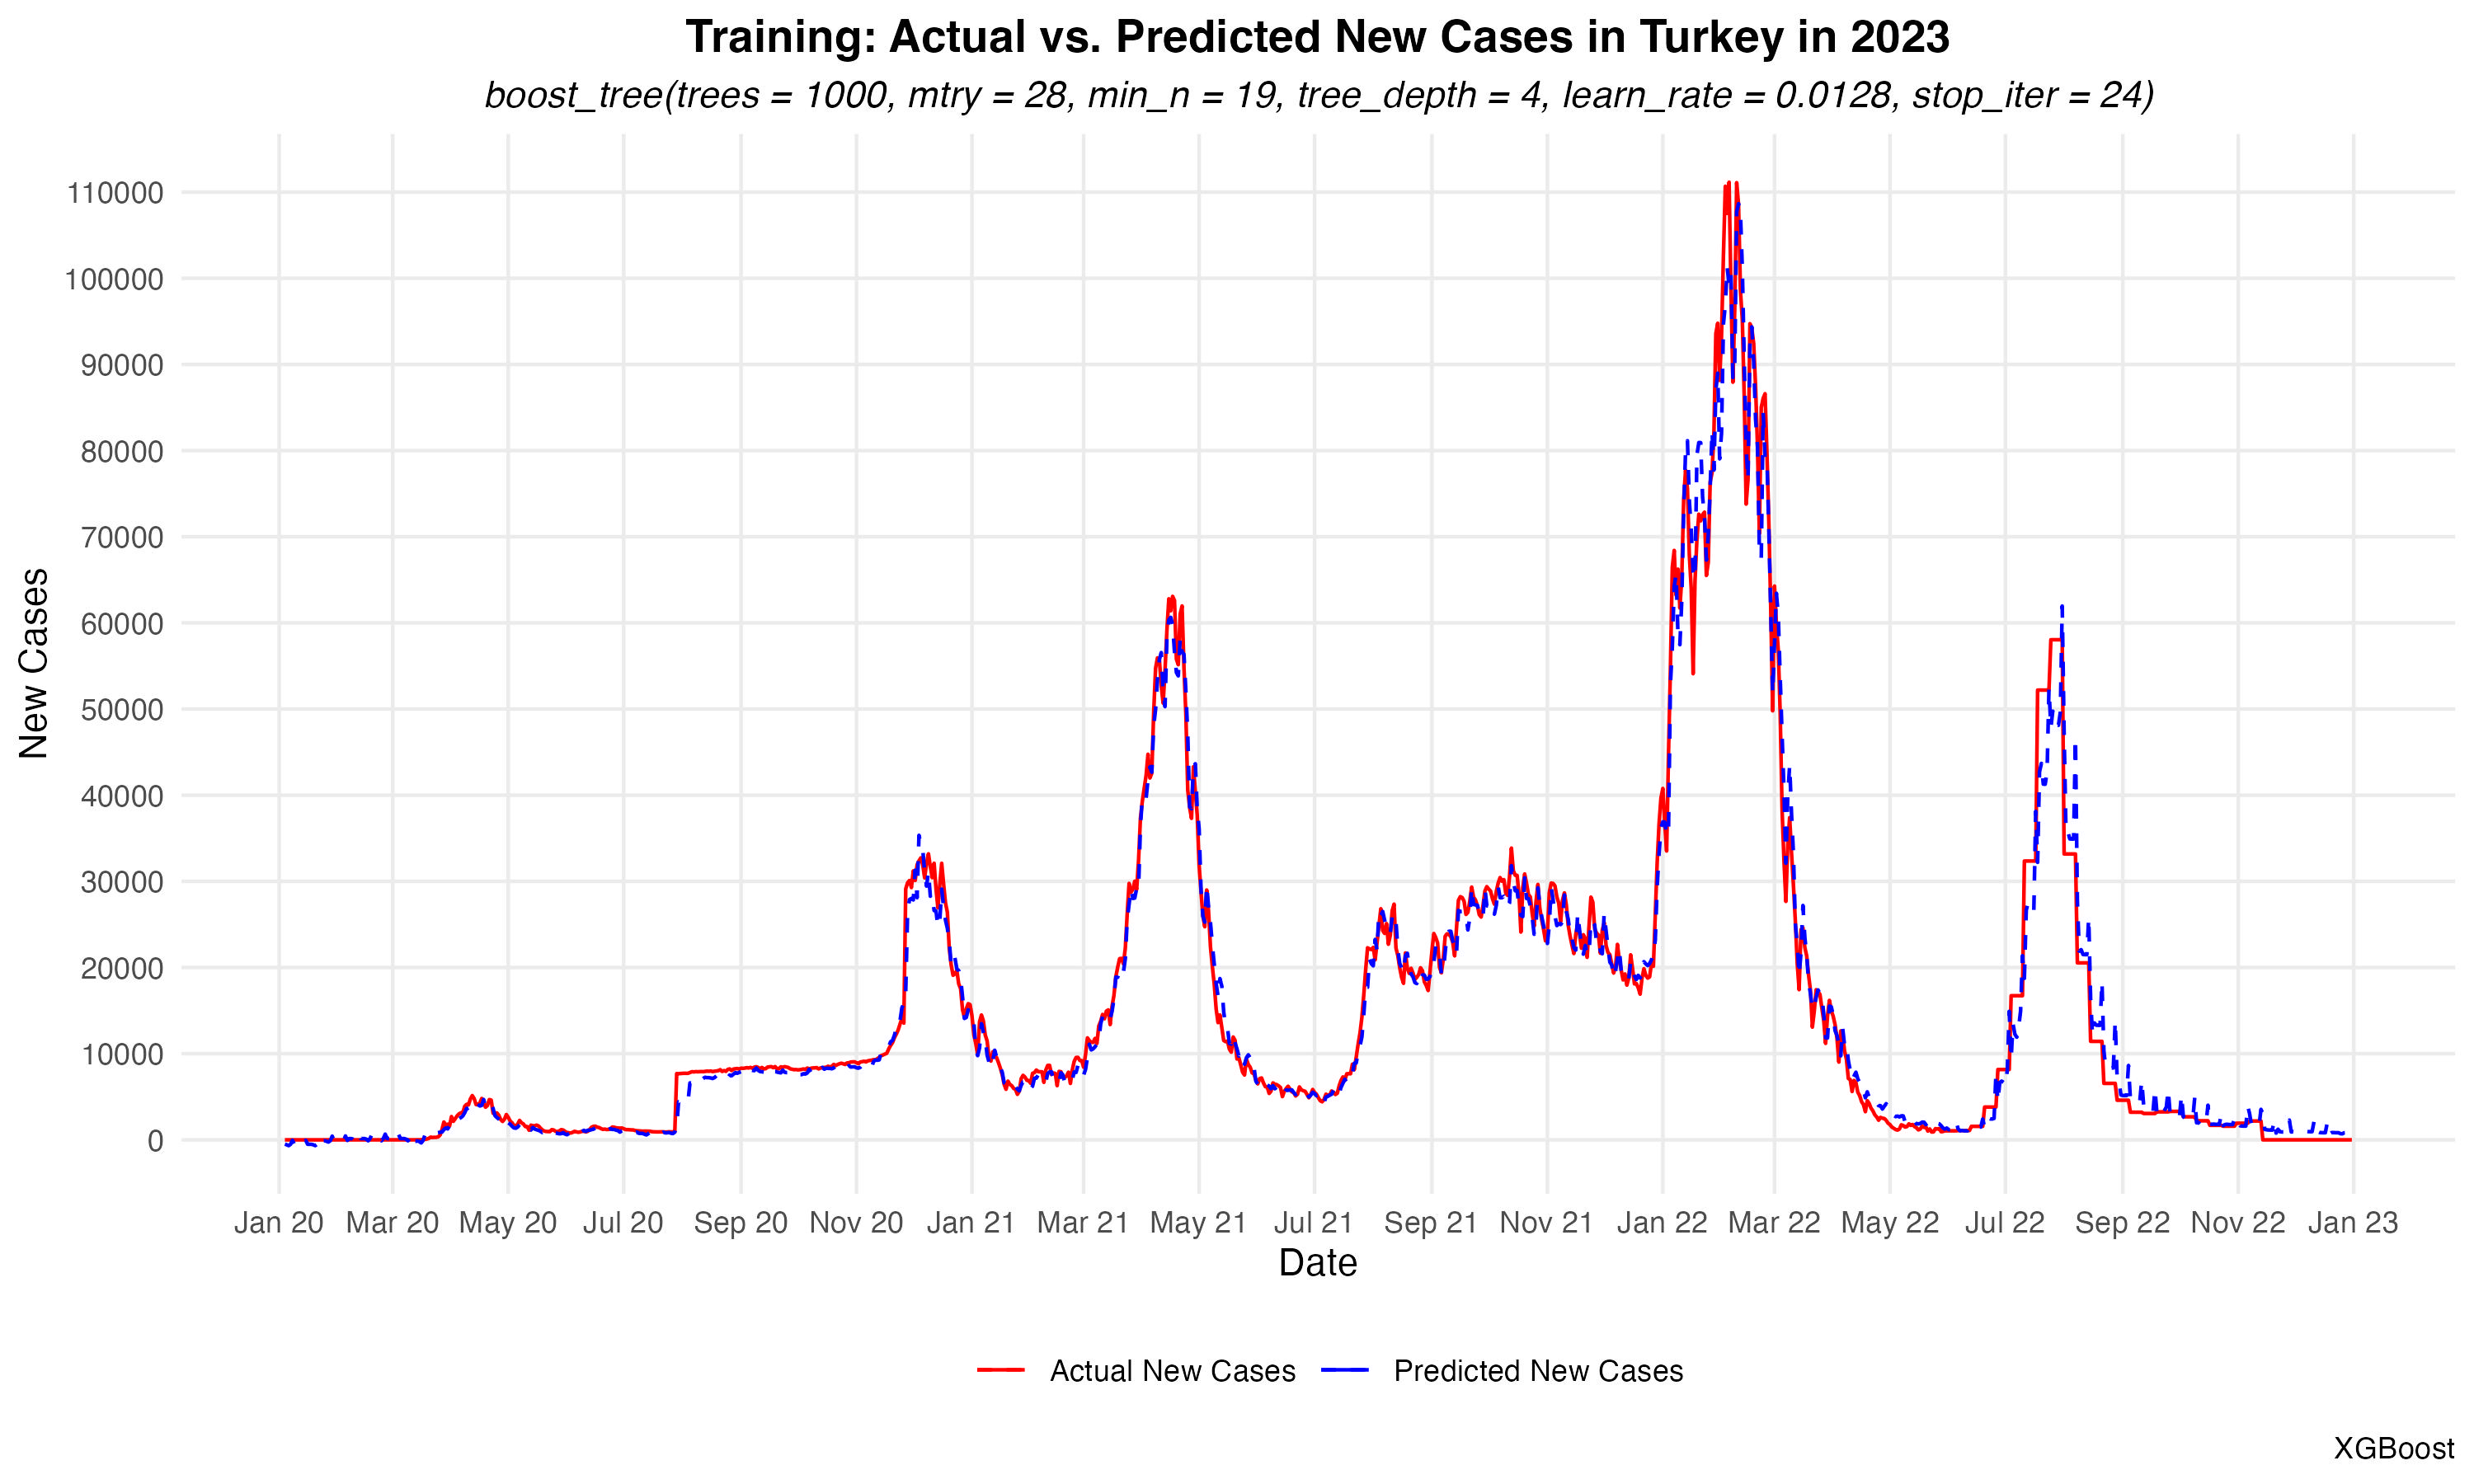 Training: Actual vs. Predicted New Cases in Turkey in 2023
boost_tree(trees = 1000, mtry = 28, min_n = 19, tree_depth = 4, learn_rate = 0.0128, stop_iter = 24)
New Cases
110000
100000
90000
80000
70000
60000
50000
40000
30000
20000
10000
0
Jan 20 Mar 20 May 20 Jul 20 Sep 20 Nov 20 Jan 21 Mar 21 May 21 Jul 21 Sep 21 Nov 21 Jan 22 Mar 22 May 22 Jul 22 Sep 22 Nov 22 Jan 23
Date
Actual New Cases Predicted New Cases
XGBoost